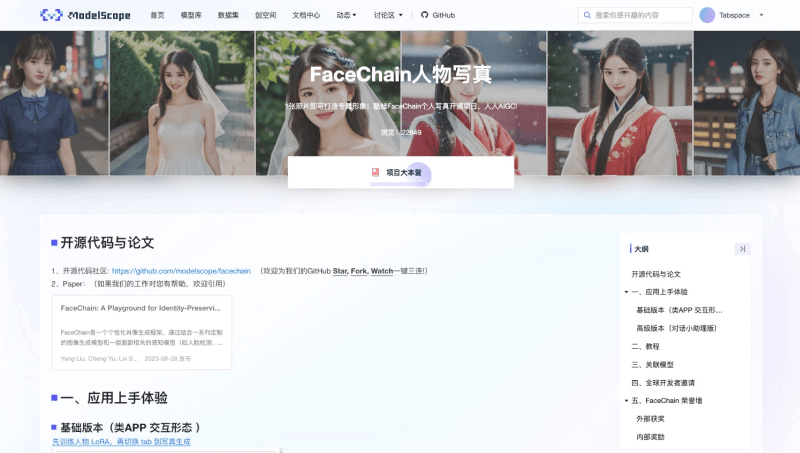 ModelScope 首页 模型库 数据集 创空间 文档中心 动态 讨论区 GitHub 搜索你感兴趣的内容 Tabspace
FaceChain人物写真
1张照片即可打造专属形象！酷炫FaceChain个人写真开源项目，人人AIGC!
浏览：22949
项目大本营
开源代码与论文
1、开源代码社区: https://github.com/modelscope/facechain （欢迎为我们的GitHub Star, Fork, Watch一键三连!）
2、Paper：（如果我们的工作对您有帮助，欢迎引用）
FaceChain: A Playground for Identity-Preservi...
FaceChain是一个个性化肖像生成框架，通过结合一系列定制
的图像生成模型和一组面部相关的感知模型（如人脸检测、...
Yang Liu, Cheng Yu, Lei S... 2023-08-28 发布
一、应用上手体验
基础版本（类APP 交互形态 ）
先训练人物 LoRA，再切换 tab 到写真生成
大纲
开源代码与论文
一、应用上手体验
基础版本（类APP 交互形...
高级版本（对话小助理版）
二、教程
三、关联模型
四、全球开发者邀请
五、FaceChain 荣誉墙
外部获奖
内部奖励